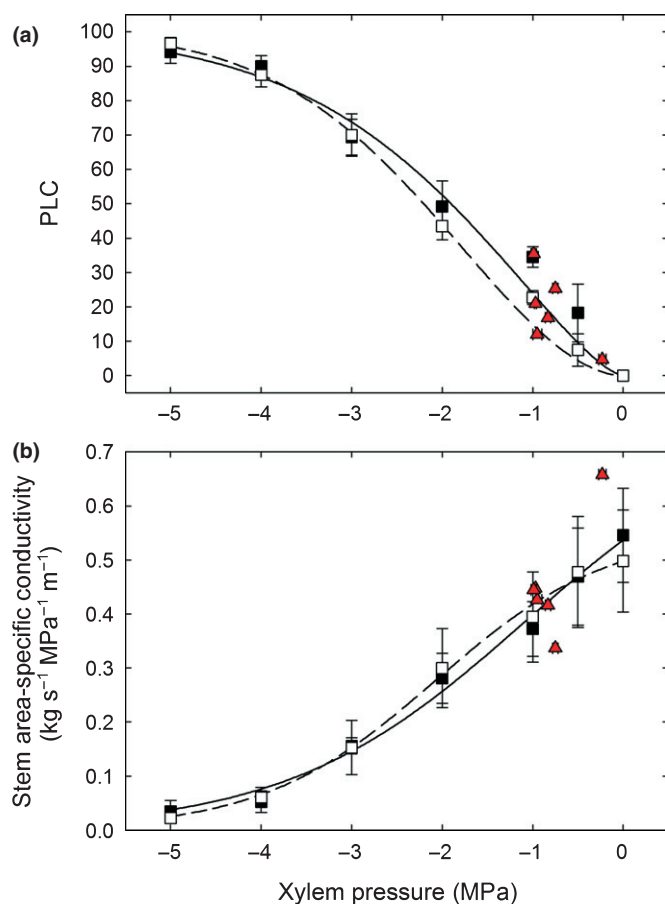 (a)
100
90
80
70
60
50
40
30
20
10
0
PLC
–5 –4 –3 –2 –1 0
(b)
0.7
0.6
0.5
0.4
0.3
0.2
0.1
0.0
Stem area-specific conductivity
(kg s⁻¹ MPa⁻¹ m⁻¹)
–5 –4 –3 –2 –1 0
Xylem pressure (MPa)